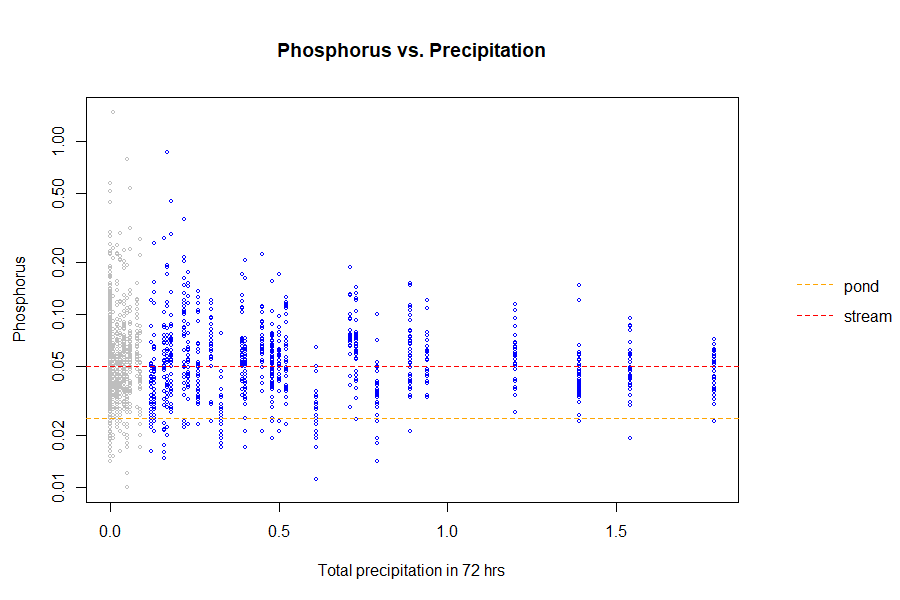 Phosphorus vs. Precipitation
1.00
0.50
0.20
0.10
0.05
0.02
0.01
Phosphorus
0.0 0.5 1.0 1.5
Total precipitation in 72 hrs
pond
stream